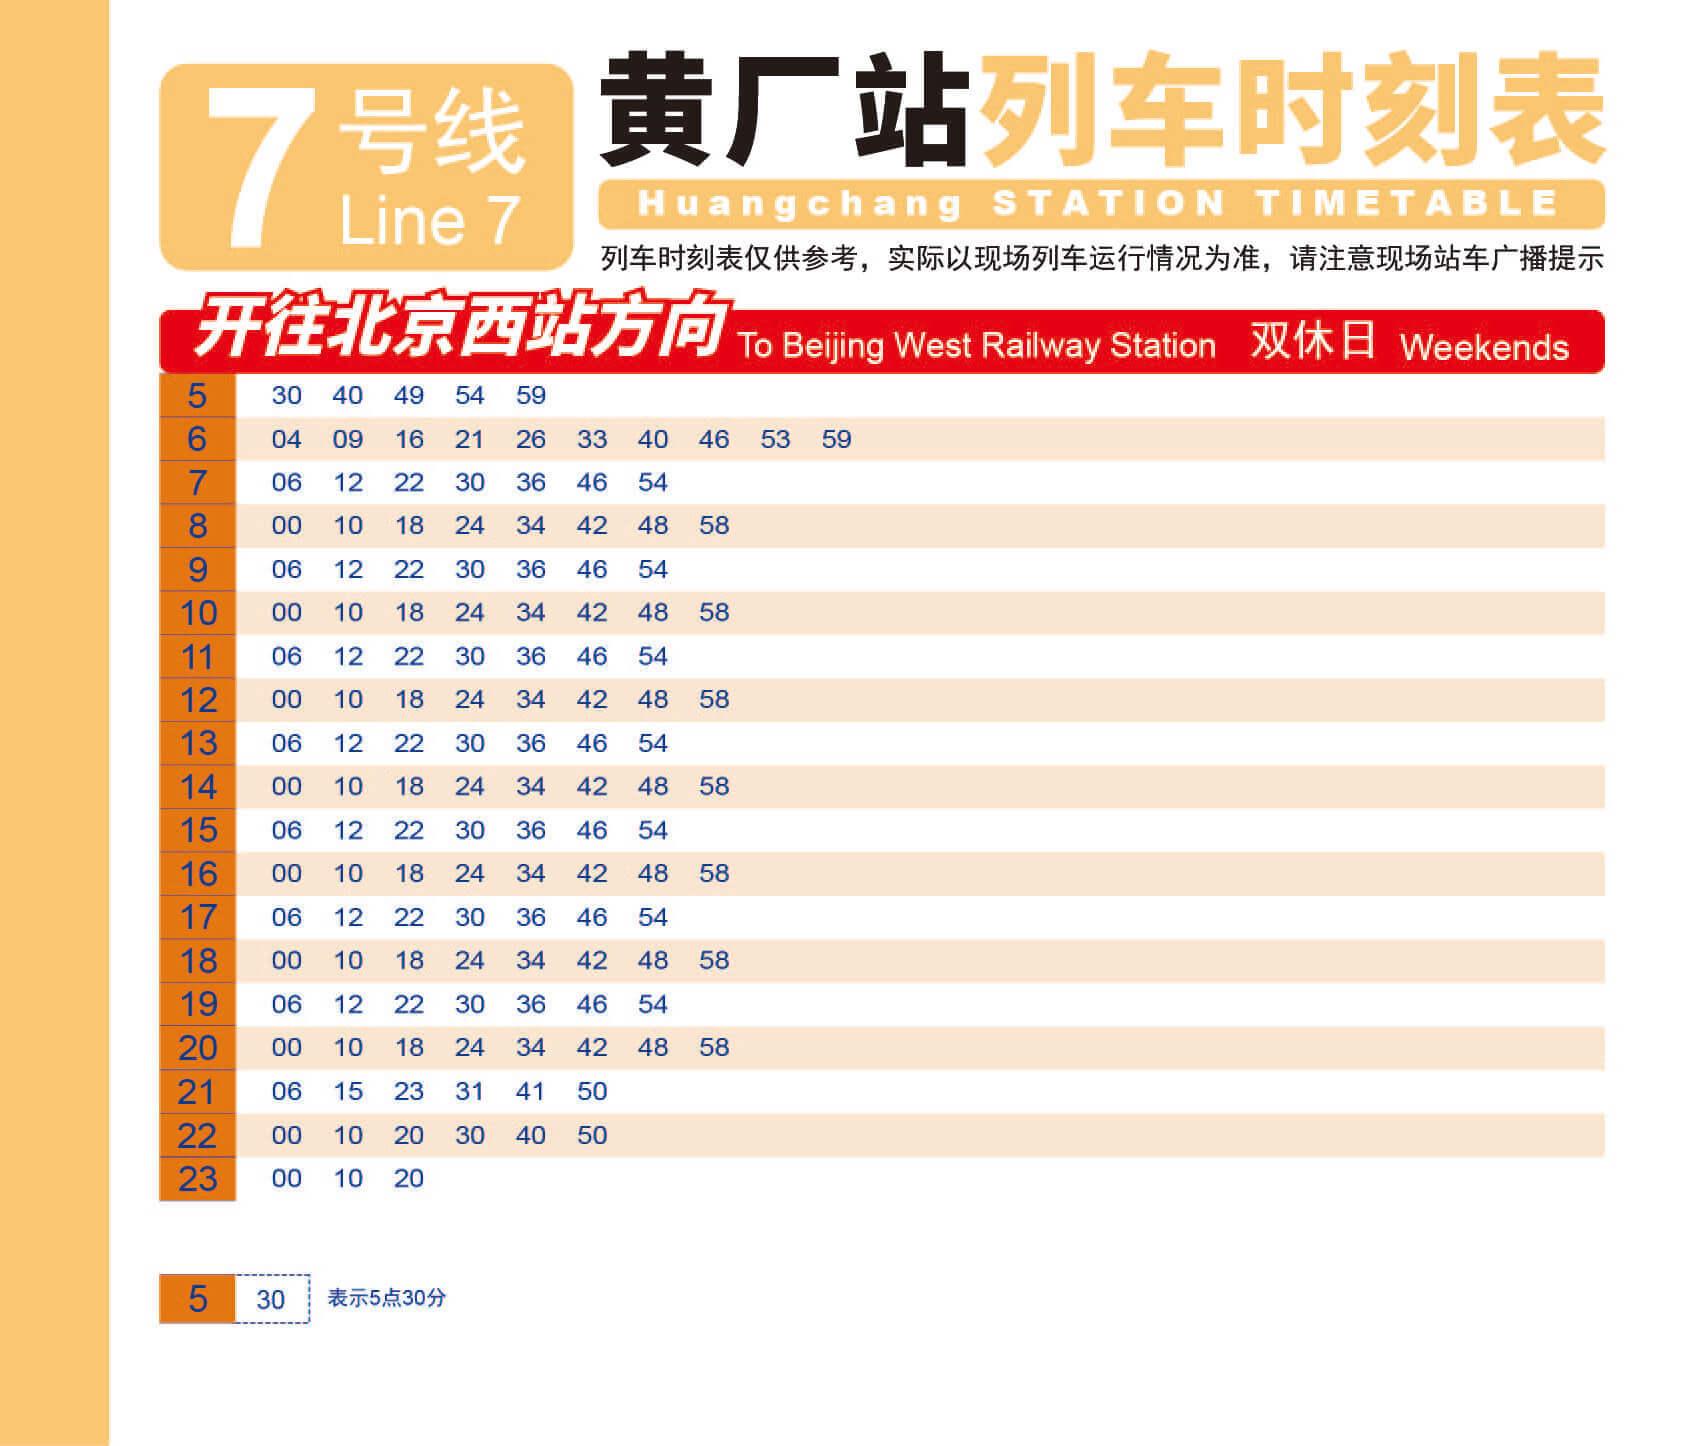 7号线
Line 7
黄厂站列车时刻表
Huangchang STATION TIMETABLE
列车时刻表仅供参考，实际以现场列车运行情况为准，请注意现场站车广播提示
开往北京西站方向 To Beijing West Railway Station 双休日 Weekends
5 30 40 49 54 59
6 04 09 16 21 26 33 40 46 53 59
7 06 12 22 30 36 46 54
8 00 10 18 24 34 42 48 58
9 06 12 22 30 36 46 54
10 00 10 18 24 34 42 48 58
11 06 12 22 30 36 46 54
12 00 10 18 24 34 42 48 58
13 06 12 22 30 36 46 54
14 00 10 18 24 34 42 48 58
15 06 12 22 30 36 46 54
16 00 10 18 24 34 42 48 58
17 06 12 22 30 36 46 54
18 00 10 18 24 34 42 48 58
19 06 12 22 30 36 46 54
20 00 10 18 24 34 42 48 58
21 06 15 23 31 41 50
22 00 10 20 30 40 50
23 00 10 20
5 30 表示5点30分